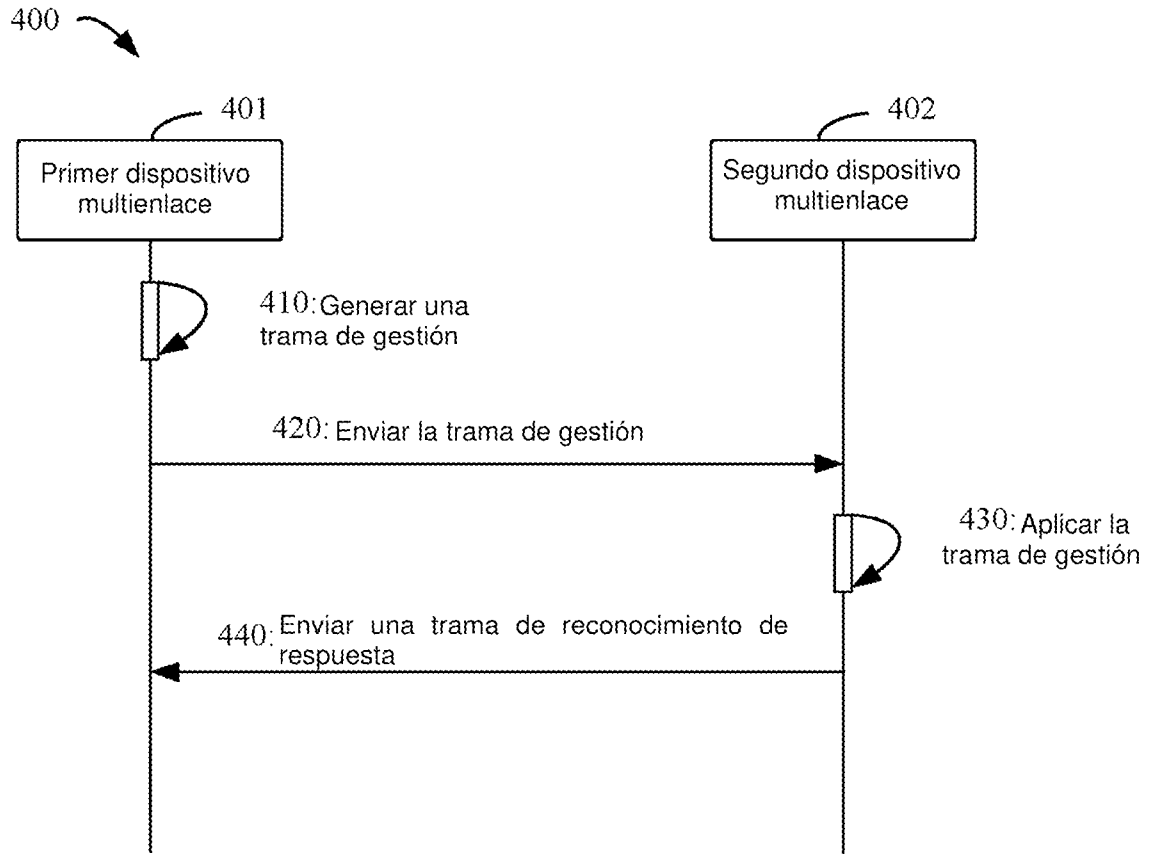 400
401
402
Primer dispositivo
multienlace
Segundo dispositivo
multienlace
410: Generar una
trama de gestión
420: Enviar la trama de gestión
430: Aplicar la
trama de gestión
440: Enviar una trama de reconocimiento de
respuesta